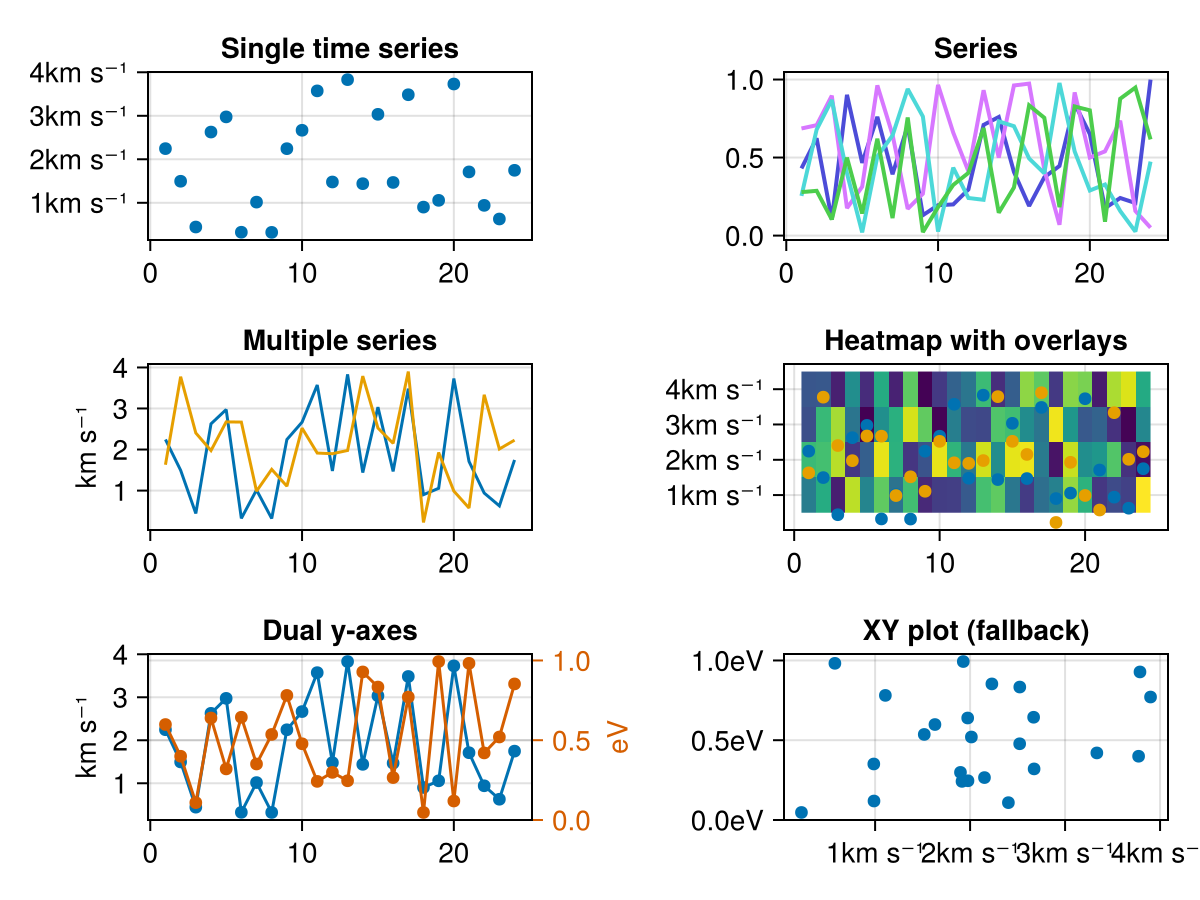 Single time series
4km s⁻¹
3km s⁻¹
2km s⁻¹
1km s⁻¹
0 10 20
Series
1.0
0.5
0.0
0 10 20
Multiple series
km s⁻¹
4
3
2
1
0 10 20
Heatmap with overlays
4km s⁻¹
3km s⁻¹
2km s⁻¹
1km s⁻¹
0 10 20
Dual y-axes
km s⁻¹
4
3
2
1
0 10 20
1.0
0.5
0.0
eV
XY plot (fallback)
1.0eV
0.5eV
0.0eV
1km s⁻¹ 2km s⁻¹ 3km s⁻¹ 4km s⁻